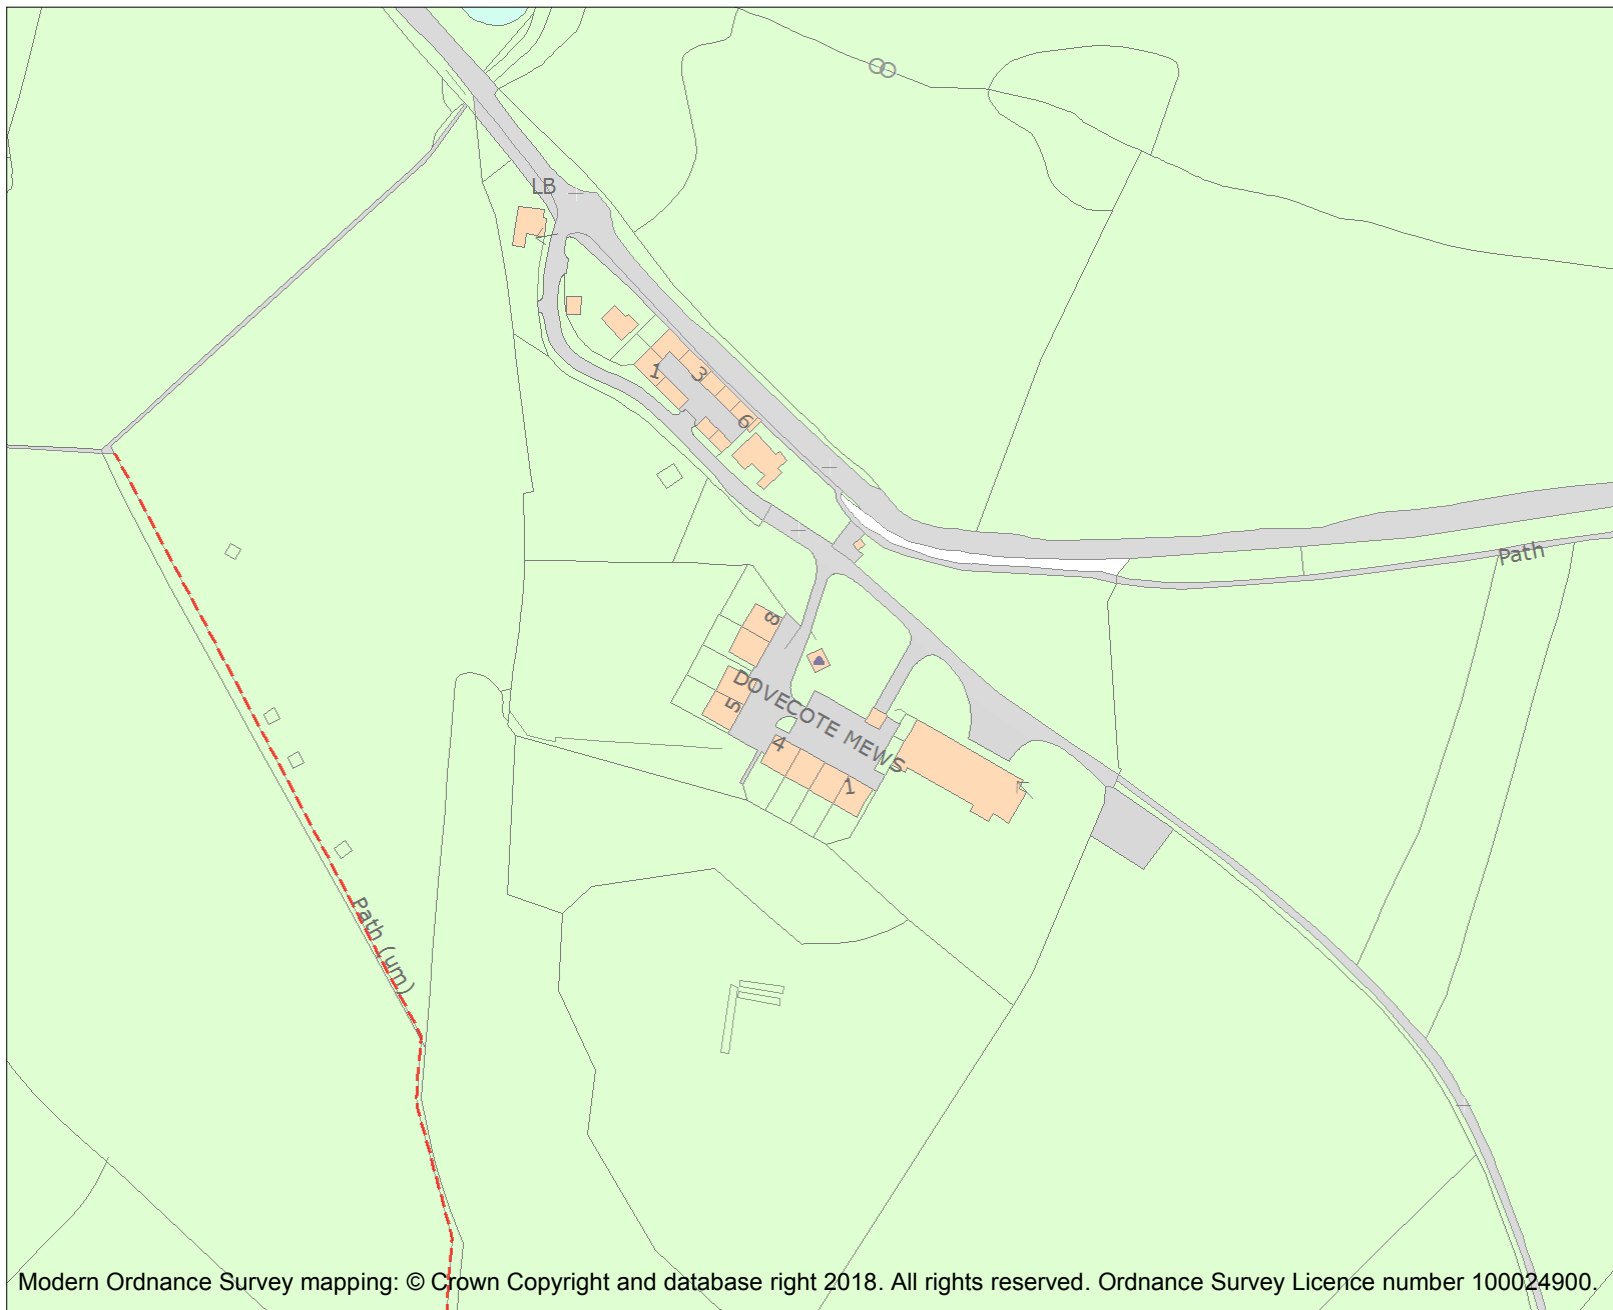 LB
1
3
6
Path
8
DOVECOTE MEWS
5
4
1
Path (um)
Modern Ordnance Survey mapping: © Crown Copyright and database right 2018. All rights reserved. Ordnance Survey Licence number 100024900.